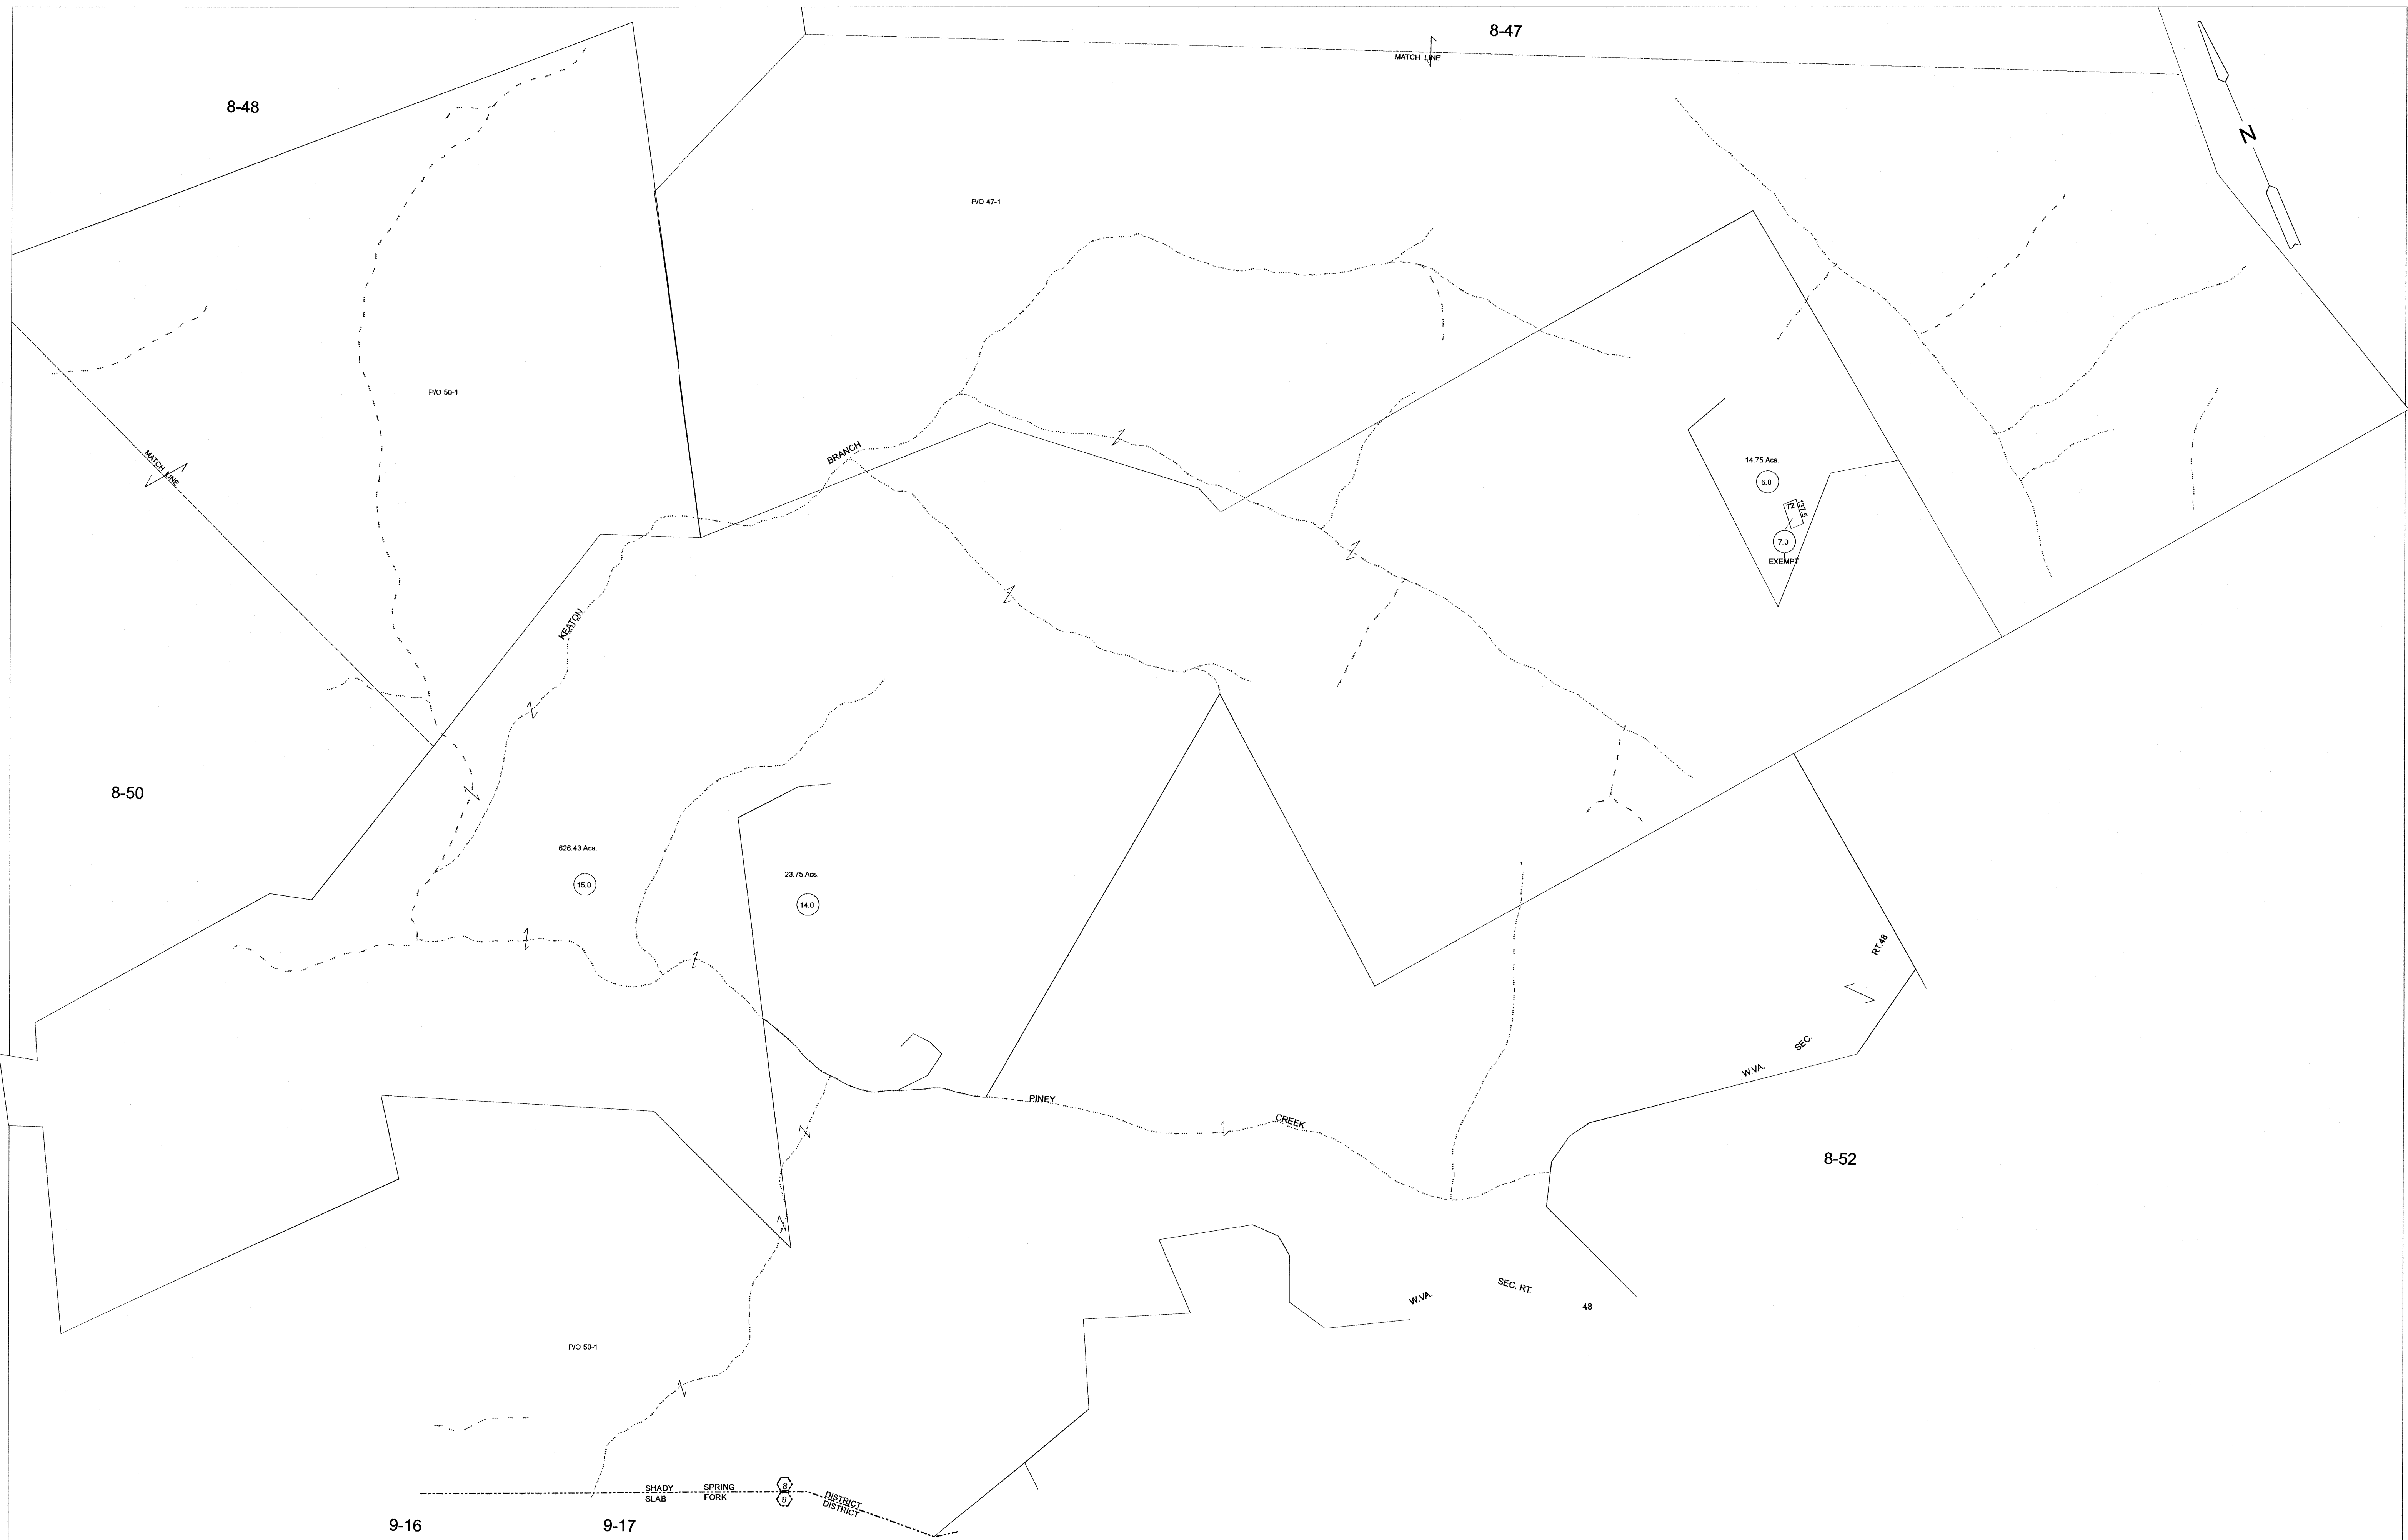 8-47
MATCH LINE
8-48
N
P/O 47-1
P/O 50-1
BRANCH
MATCH LINE
14.75 Acs.
6.0
72
137.5
7.0
EXEMPT
KEATON
8-50
626.43 Acs.
15.0
23.75 Acs.
14.0
RT.48
SEC.
W.VA.
PINEY
CREEK
8-52
W.VA.
SEC. RT.
48
P/O 50-1
SHADY SPRING 8 DISTRICT
SLAB FORK 9 DISTRICT
9-16
9-17